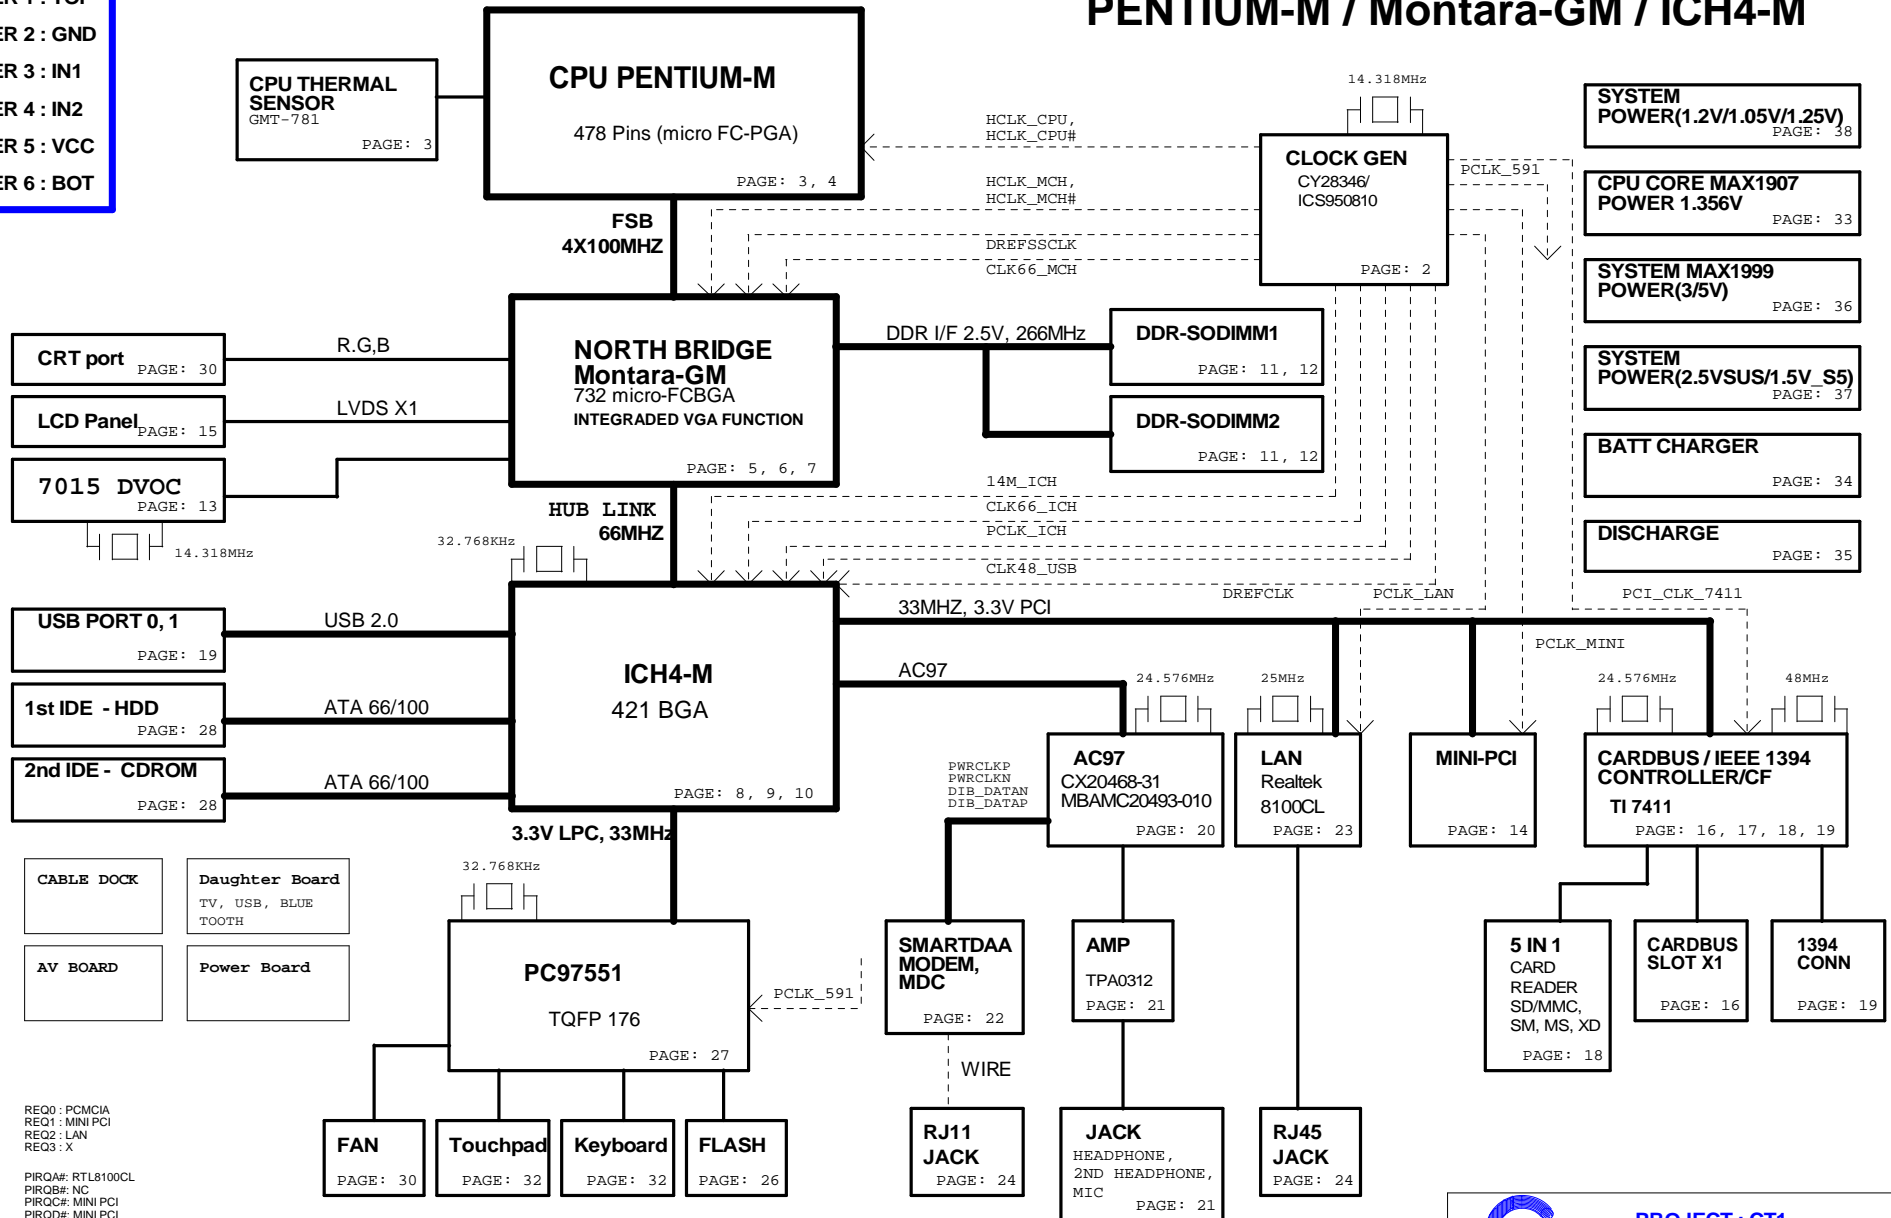 PENTIUM-M / Montara-GM / ICH4-M
ER 2 : GND
ER 3 : IN1
ER 4 : IN2
ER 5 : VCC
ER 6 : BOT
CPU THERMAL
SENSOR
GMT-781
PAGE: 3
CPU PENTIUM-M
478 Pins (micro FC-PGA)
PAGE: 3, 4
HCLK_CPU,
HCLK_CPU#
HCLK_MCH,
HCLK_MCH#
DREFSSCLK
CLK66_MCH
14.318MHz
CLOCK GEN
CY28346/
ICS950810
PAGE: 2
PCLK_591
SYSTEM
POWER(1.2V/1.05V/1.25V)
PAGE: 38
CPU CORE MAX1907
POWER 1.356V
PAGE: 33
SYSTEM MAX1999
POWER(3/5V)
PAGE: 36
SYSTEM
POWER(2.5VSUS/1.5V_S5)
PAGE: 37
BATT CHARGER
PAGE: 34
DISCHARGE
PAGE: 35
FSB
4X100MHZ
CRT port
PAGE: 30
R.G,B
LCD Panel
PAGE: 15
LVDS X1
7015 DVOC
PAGE: 13
14.318MHz
NORTH BRIDGE
Montara-GM
732 micro-FCBGA
INTEGRADED VGA FUNCTION
PAGE: 5, 6, 7
DDR I/F 2.5V, 266MHz
DDR-SODIMM1
PAGE: 11, 12
DDR-SODIMM2
PAGE: 11, 12
HUB LINK
66MHZ
32.768KHz
14M_ICH
CLK66_ICH
PCLK_ICH
CLK48_USB
DREFCLK
PCLK_LAN
PCI_CLK_7411
PCLK_MINI
USB PORT 0, 1
PAGE: 19
USB 2.0
1st IDE - HDD
PAGE: 28
ATA 66/100
2nd IDE - CDROM
PAGE: 28
ATA 66/100
ICH4-M
421 BGA
PAGE: 8, 9, 10
33MHZ, 3.3V PCI
AC97
24.576MHz
25MHz
24.576MHz
48MHz
PWRCLKP
PWRCLKN
DIB_DATAN
DIB_DATAP
AC97
CX20468-31
MBAMC20493-010
PAGE: 20
LAN
Realtek
8100CL
PAGE: 23
MINI-PCI
PAGE: 14
CARDBUS / IEEE 1394
CONTROLLER/CF
TI 7411
PAGE: 16, 17, 18, 19
3.3V LPC, 33MHz
32.768KHz
CABLE DOCK
Daughter Board
TV, USB, BLUE
TOOTH
AV BOARD
Power Board
PC97551
TQFP 176
PAGE: 27
PCLK_591
SMARTDAA
MODEM,
MDC
PAGE: 22
AMP
TPA0312
PAGE: 21
5 IN 1
CARD
READER
SD/MMC,
SM, MS, XD
PAGE: 18
CARDBUS
SLOT X1
PAGE: 16
1394
CONN
PAGE: 19
WIRE
FAN
PAGE: 30
Touchpad
PAGE: 32
Keyboard
PAGE: 32
FLASH
PAGE: 26
RJ11
JACK
PAGE: 24
JACK
HEADPHONE,
2ND HEADPHONE,
MIC
PAGE: 21
RJ45
JACK
PAGE: 24
REQ0 : PCMCIA
REQ1 : MINI PCI
REQ2 : LAN
REQ3 : X
PIRQA#: RTL8100CL
PIRQB#: NC
PIRQC#: MINI PCI
PIRQD#: MINI PCI
PROJECT : CT1